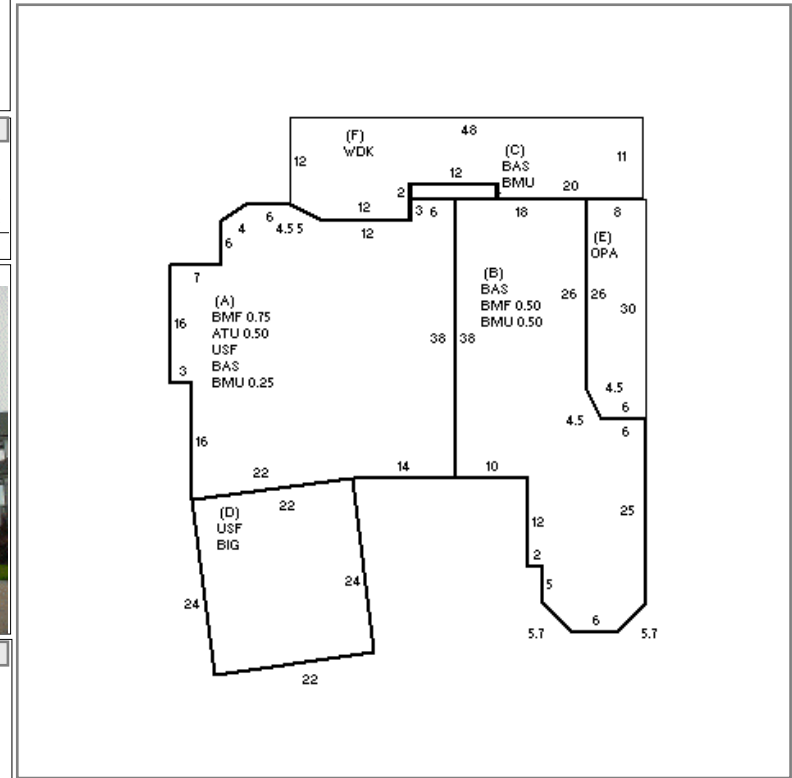 48
(F)
WDK
12
11
(C)
BAS
BMU
12
2
20
12
3 6
18
8
6
4
4.5 5
12
6
(E)
OPA
7
(B)
BAS
BMF 0.50
BMU 0.50
26
26
30
16
(A)
BMF 0.75
ATU 0.50
USF
BAS
BMU 0.25
38
38
3
4.5
6
4.5
6
16
22
14
10
22
(D)
USF
BIG
12
25
2
5
24
24
6
5.7
5.7
22